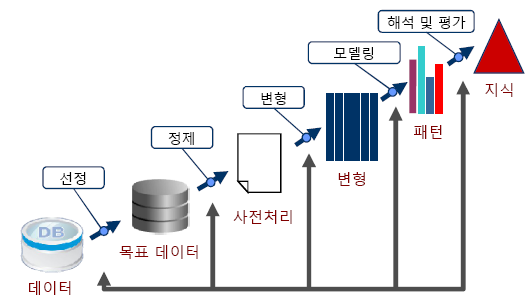 해석 및 평가
모델링
지식
변형
패턴
정제
변형
선정
사전처리
DB
목표 데이터
데이터